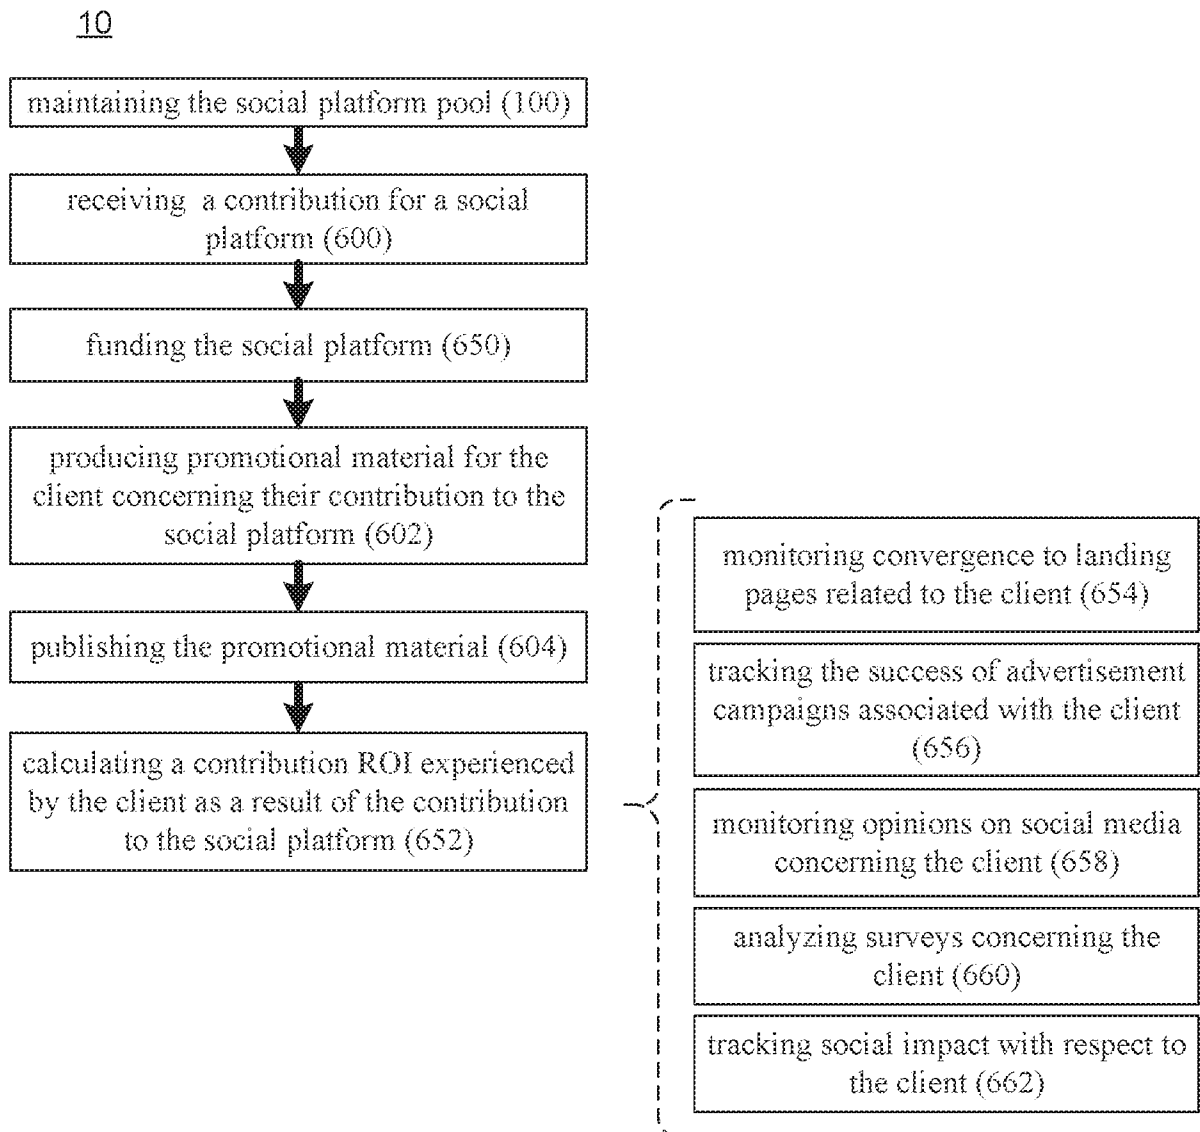 10
maintaining the social platform pool (100)
receiving a contribution for a social
platform (600)
funding the social platform (650)
producing promotional material for the
client concerning their contribution to the
social platform (602)
publishing the promotional material (604)
calculating a contribution ROI experienced
by the client as a result of the contribution
to the social platform (652)
monitoring convergence to landing
pages related to the client (654)
tracking the success of advertisement
campaigns associated with the client
(656)
monitoring opinions on social media
concerning the client (658)
analyzing surveys concerning the
client (660)
tracking social impact with respect to
the client (662)